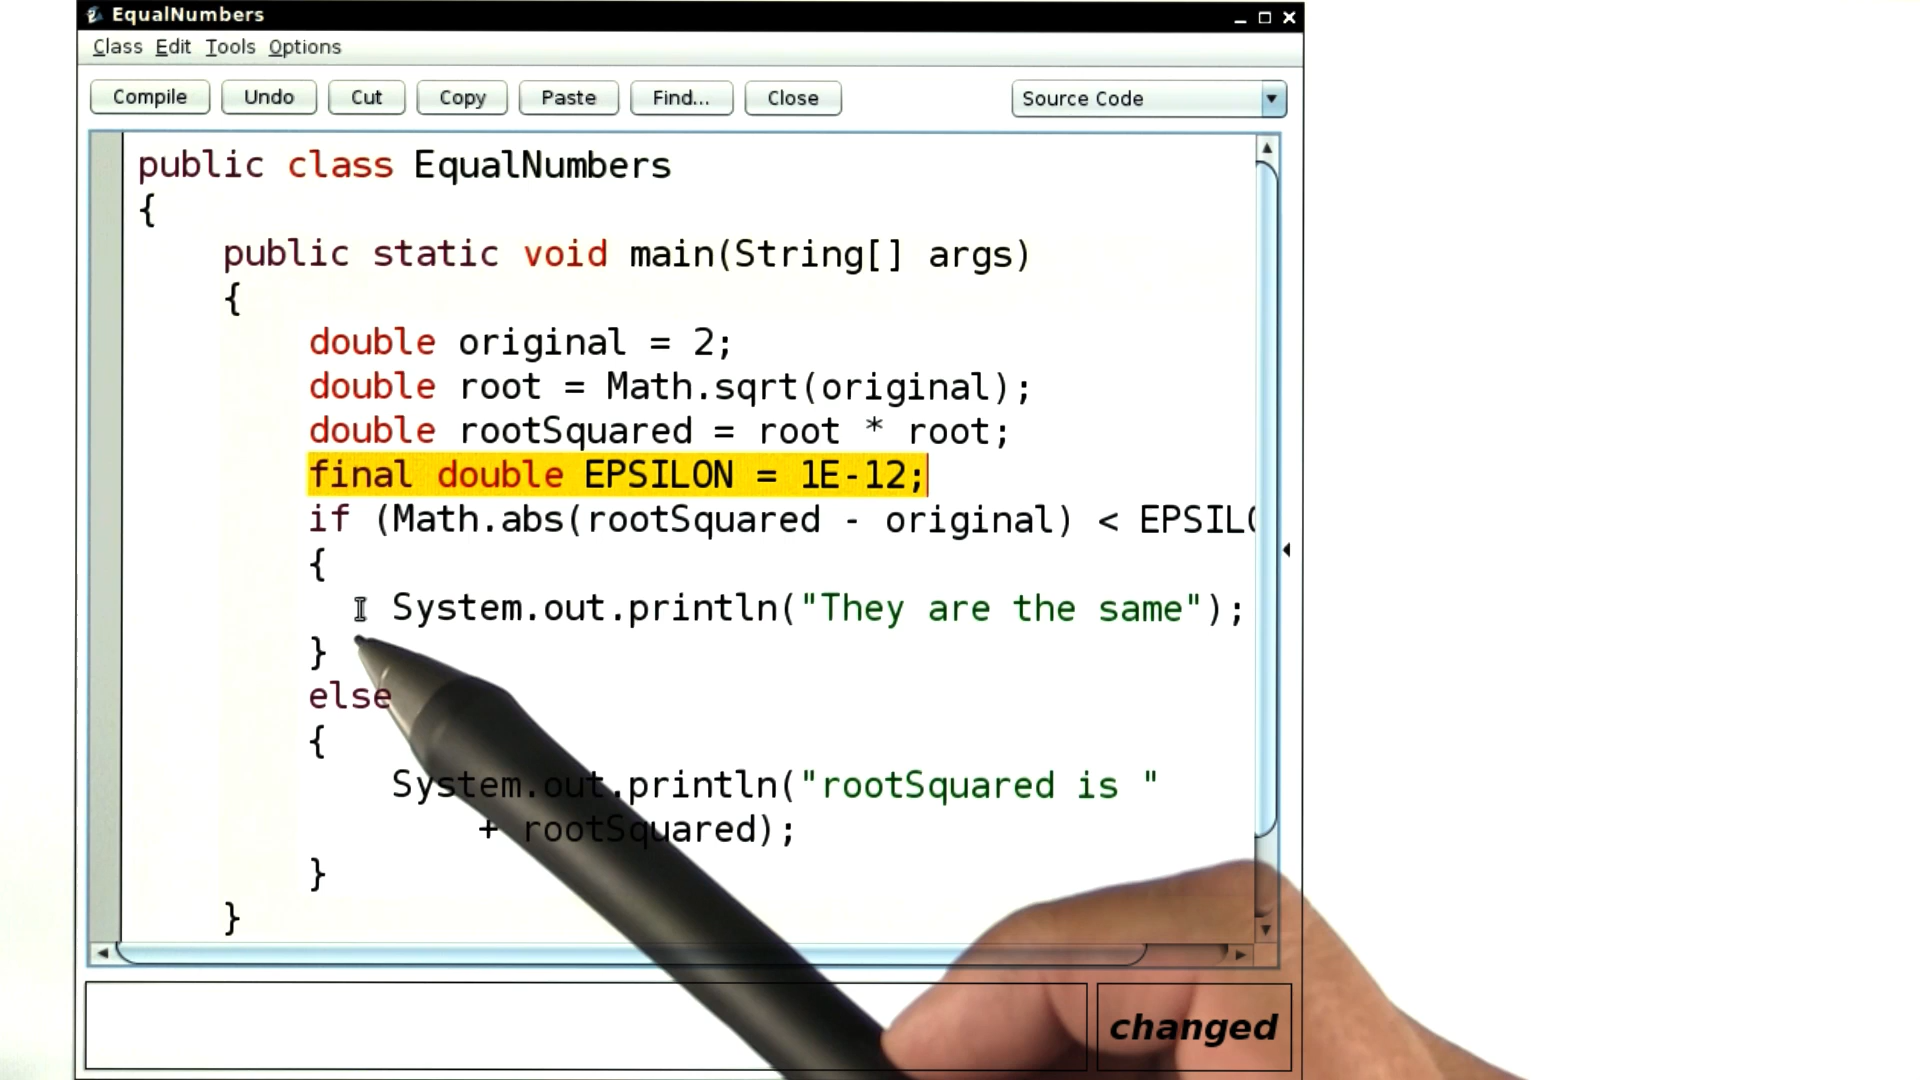 EqualNumbers
Class Edit Tools Options
Compile Undo Cut Copy Paste Find... Close Source Code
public class EqualNumbers
{
public static void main(String[] args)
{
double original = 2;
double root = Math.sqrt(original);
double rootSquared = root * root;
final double EPSILON = 1E-12;
if (Math.abs(rootSquared - original) < EPSILO
{
System.out.println("They are the same");
}
else
{
System.out.println("rootSquared is "
+ rootSquared);
}
}
changed